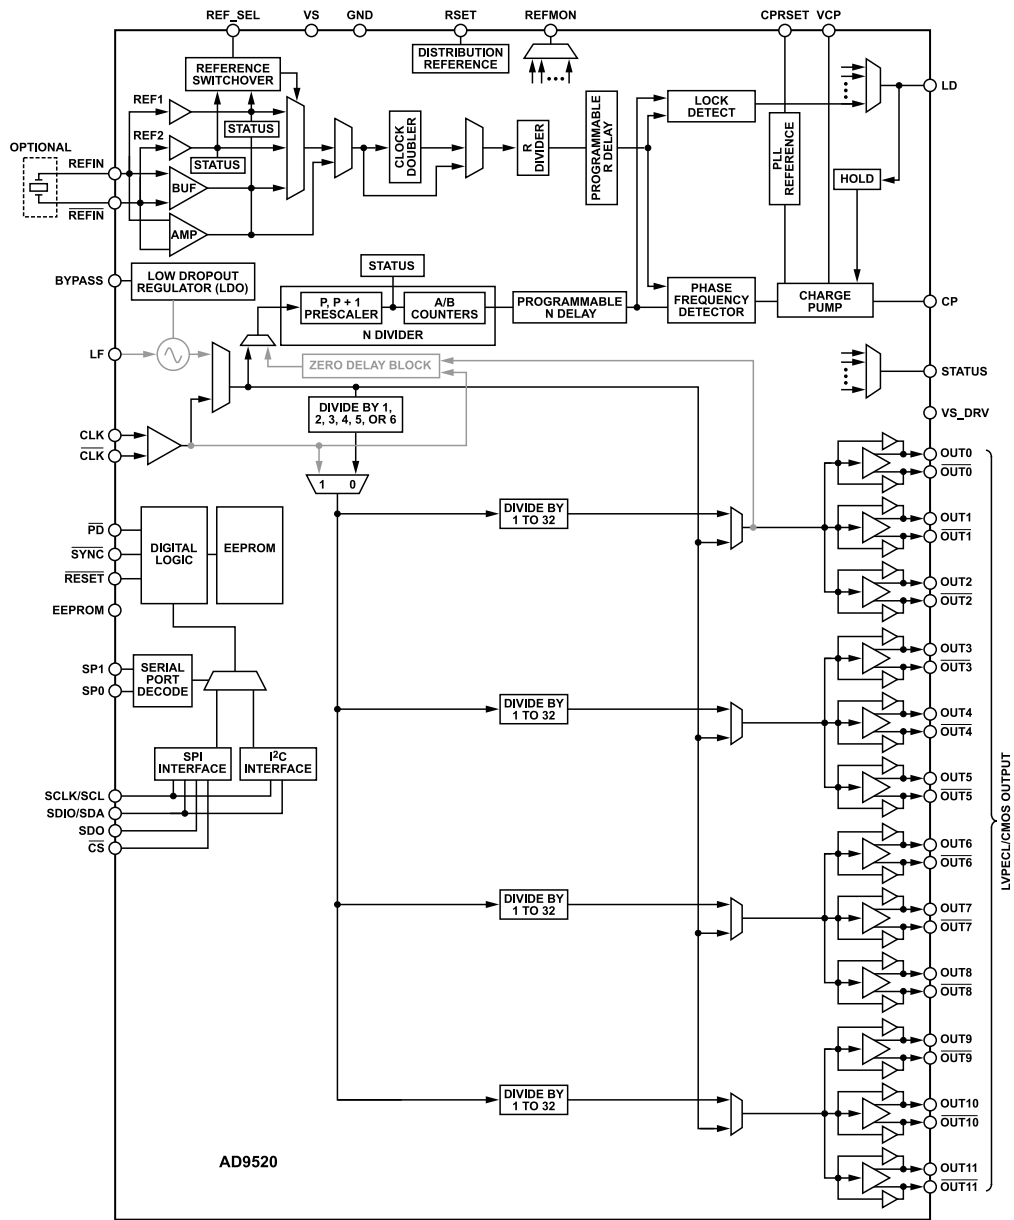 REF_SEL
VS
GND
RSET
REFMON
CPRSET
VCP
DISTRIBUTION
REFERENCE
REFERENCE
SWITCHOVER
REF1
STATUS
REF2
STATUS
OPTIONAL
REFIN
REFIN
BUF
AMP
CLOCK
DOUBLER
R
DIVIDER
PROGRAMMABLE
R DELAY
LOCK
DETECT
LD
PLL
REFERENCE
HOLD
BYPASS
LOW DROPOUT
REGULATOR (LDO)
STATUS
P, P + 1
PRESCALER
A/B
COUNTERS
N DIVIDER
PROGRAMMABLE
N DELAY
PHASE
FREQUENCY
DETECTOR
CHARGE
PUMP
CP
LF
ZERO DELAY BLOCK
STATUS
DIVIDE BY 1,
2, 3, 4, 5, OR 6
VS_DRV
CLK
CLK
1 0
OUT0
OUT0
DIVIDE BY
1 TO 32
OUT1
OUT1
PD
SYNC
RESET
EEPROM
DIGITAL
LOGIC
EEPROM
OUT2
OUT2
OUT3
OUT3
SP1
SP0
SERIAL
PORT
DECODE
DIVIDE BY
1 TO 32
OUT4
OUT4
SPI
INTERFACE
I2C
INTERFACE
OUT5
OUT5
SCLK/SCL
SDIO/SDA
SDO
CS
LVPECL/CMOS OUTPUT
OUT6
OUT6
DIVIDE BY
1 TO 32
OUT7
OUT7
OUT8
OUT8
OUT9
OUT9
DIVIDE BY
1 TO 32
OUT10
OUT10
OUT11
OUT11
AD9520